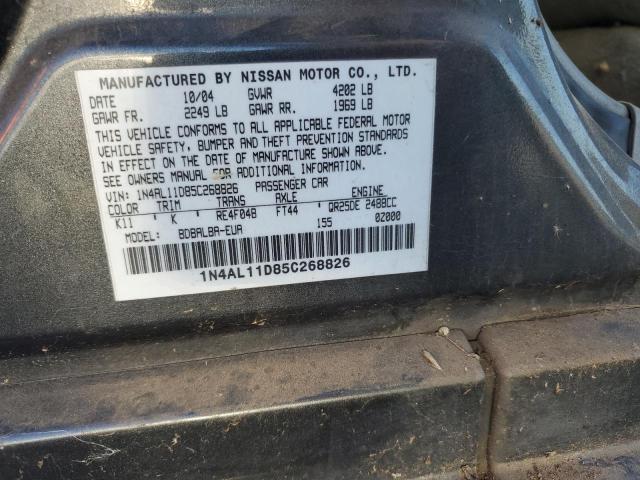 MANUFACTURED BY NISSAN MOTOR CO., LTD.
DATE 10/04 GVWR 4202 LB
GAWR FR. 2249 LB GAWR RR. 1969 LB
THIS VEHICLE CONFORMS TO ALL APPLICABLE FEDERAL MOTOR
VEHICLE SAFETY, BUMPER AND THEFT PREVENTION STANDARDS
IN EFFECT ON THE DATE OF MANUFACTURE SHOWN ABOVE.
SEE OWNERS MANUAL OR ADDITIONAL INFORMATION.
VIN: 1N4AL11D85C268826 PASSENGER CAR
COLOR TRIM TRANS AXLE ENGINE
K11 K RE4F04B FT44 QR25DE 2488CC
MODEL: BDBALBA-EUA 155 0Z000
1N4AL11D85C268826